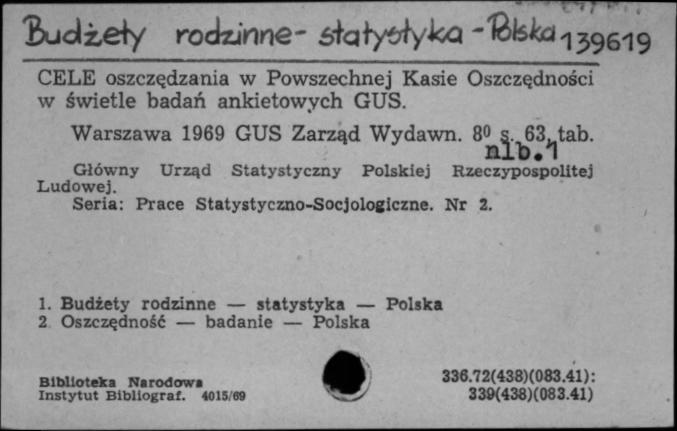 Budżety rodzinne - statystyka - Polska 139619
CELE oszczędzania w Powszechnej Kasie Oszczędności
w świetle badań ankietowych GUS.
Warszawa 1969 GUS Zarząd Wydawn. 8⁰ s. 63, tab.
nlb. 1
Główny Urząd Statystyczny Polskiej Rzeczypospolitej
Ludowej.
Seria: Prace Statystyczno-Socjologiczne. Nr 2.
1. Budżety rodzinne — statystyka — Polska
2. Oszczędność — badanie — Polska
Biblioteka Narodowa
Instytut Bibliograf. 4015/69
336.72(438)(083.41):
339(438)(083.41)